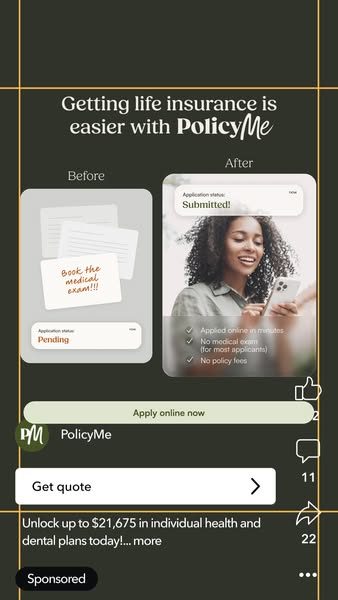 Getting life insurance is
easier with PolicyMe
Before
After
Application status:
now
Submitted!
Book the
medical
exam!!!
Application status:
now
Pending
Applied online in minutes
No medical exam
(for most applicants)
No policy fees
Apply online now
2
PM
PolicyMe
11
Get quote
Unlock up to $21,675 in individual health and
dental plans today!... more
22
Sponsored